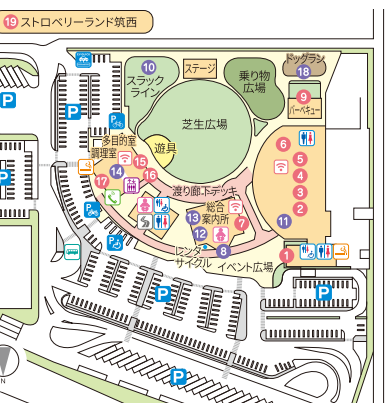 19 ストロベリーランド筑西
P
10
ステージ
ドッグラン
18
スラック
ライン
乗り物
広場
9
バーベキュー
P
芝生広場
多目的室
調理室
遊具
6
15
5
14
16
4
17
渡り廊下デッキ
3
P
2
13
総合
案内所
11
12
7
8
レンタ
サイクル
イベント広場
1
P
P
P
N